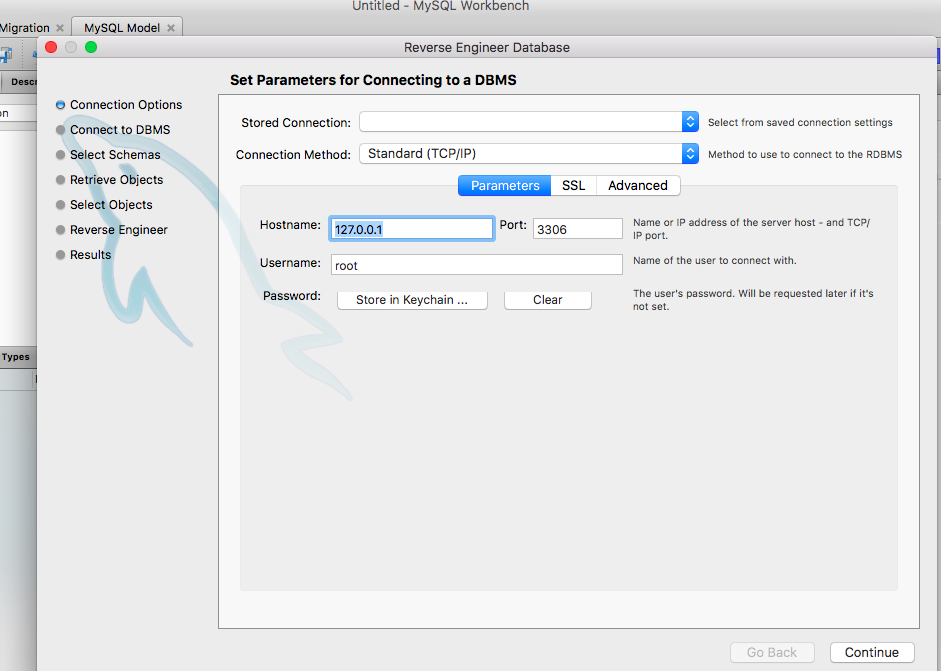 Untitled - MySQL Workbench
Migration × MySQL Model ×
Reverse Engineer Database
Set Parameters for Connecting to a DBMS
Connection Options
Connect to DBMS
Select Schemas
Retrieve Objects
Select Objects
Reverse Engineer
Results
Stored Connection:
Select from saved connection settings
Connection Method: Standard (TCP/IP)
Method to use to connect to the RDBMS
Parameters SSL Advanced
Hostname: 127.0.0.1 Port: 3306
Name or IP address of the server host - and TCP/
IP port.
Username: root
Name of the user to connect with.
Password: Store in Keychain ... Clear
The user's password. Will be requested later if it's
not set.
Types
Go Back Continue